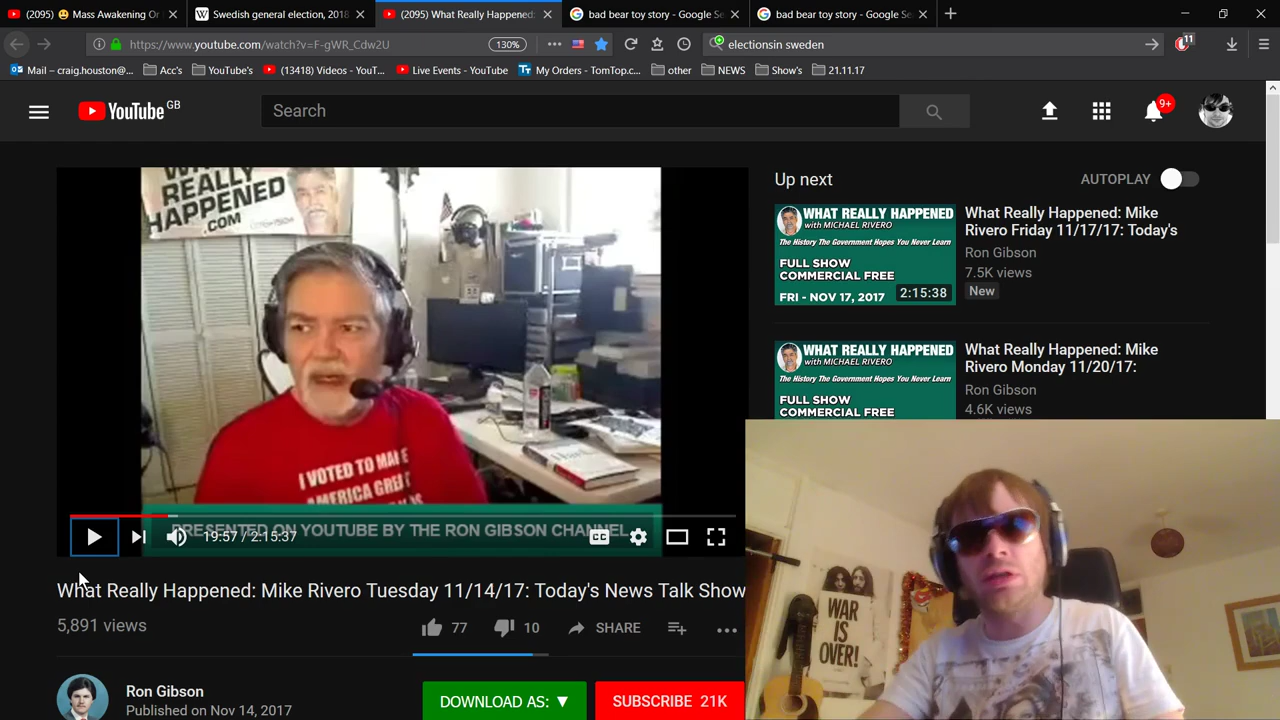 (2095) 😃 Mass Awakening Or
Swedish general election, 2018
(2095) What Really Happened:
bad bear toy story - Google Se
bad bear toy story - Google Sec
https://www.youtube.com/watch?v=F-gWR_Cdw2U
130%
electionsin sweden
11
Mail – craig.houston@...
Acc's
YouTube's
(13418) Videos - YouT...
Live Events - YouTube
My Orders - TomTop.c...
other
NEWS
Show's
21.11.17
YouTube GB
Search
9+
WHAT
REALLY
HAPPENED
.COM
I VOTED TO MAKE
AMERICA GREAT
PRESENTED ON YOUTUBE BY THE RON GIBSON CHANNEL
19:57 / 2:15:37
CC
What Really Happened: Mike Rivero Tuesday 11/14/17: Today's News Talk Show
5,891 views
77
10
SHARE
Ron Gibson
Published on Nov 14, 2017
DOWNLOAD AS: ▼
SUBSCRIBE 21K
Up next
AUTOPLAY
WHAT REALLY HAPPENED
WITH MICHAEL RIVERO
The History The Government Hopes You Never Learn
FULL SHOW
COMMERCIAL FREE
FRI - NOV 17, 2017
2:15:38
What Really Happened: Mike
Rivero Friday 11/17/17: Today's
Ron Gibson
7.5K views
New
WHAT REALLY HAPPENED
WITH MICHAEL RIVERO
The History The Government Hopes You Never Learn
FULL SHOW
COMMERCIAL FREE
What Really Happened: Mike
Rivero Monday 11/20/17:
Ron Gibson
4.6K views
WAR
IS
OVER!